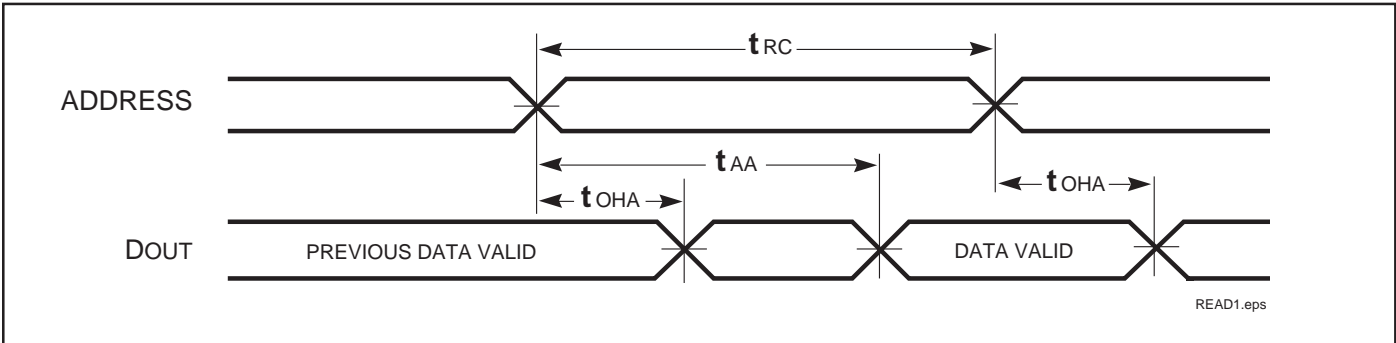 tRC
ADDRESS
tAA
tOHA
tOHA
DOUT
PREVIOUS DATA VALID
DATA VALID
READ1.eps